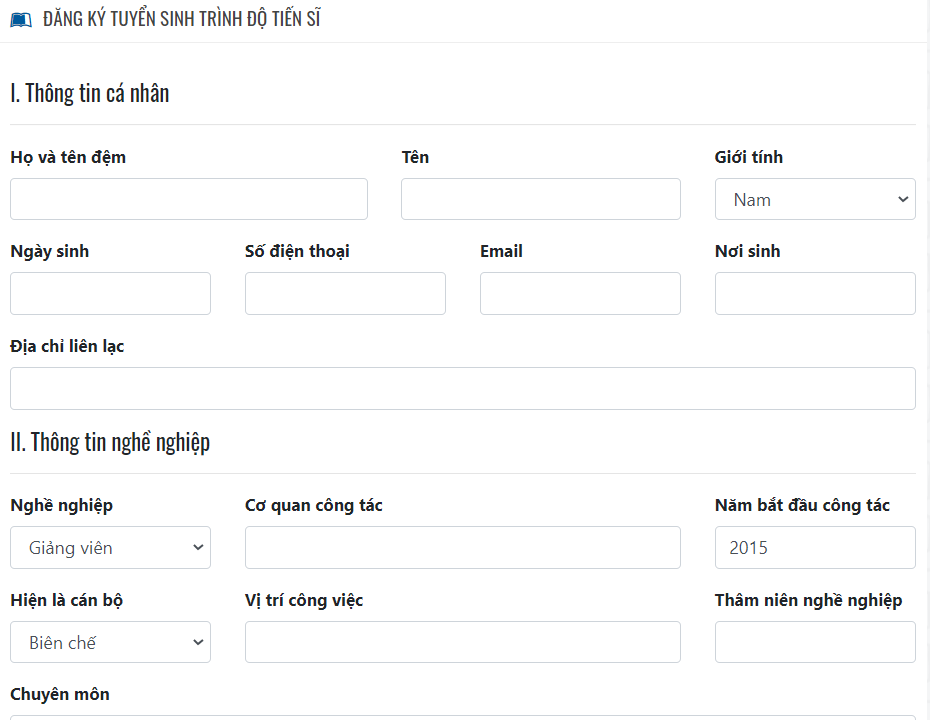 ĐĂNG KÝ TUYỂN SINH TRÌNH ĐỘ TIẾN SĨ
I. Thông tin cá nhân
Họ và tên đệm Tên Giới tính
Nam
Ngày sinh Số điện thoại Email Nơi sinh
Địa chỉ liên lạc
II. Thông tin nghề nghiệp
Nghề nghiệp Cơ quan công tác Năm bắt đầu công tác
Giảng viên 2015
Hiện là cán bộ Vị trí công việc Thâm niên nghề nghiệp
Biên chế
Chuyên môn